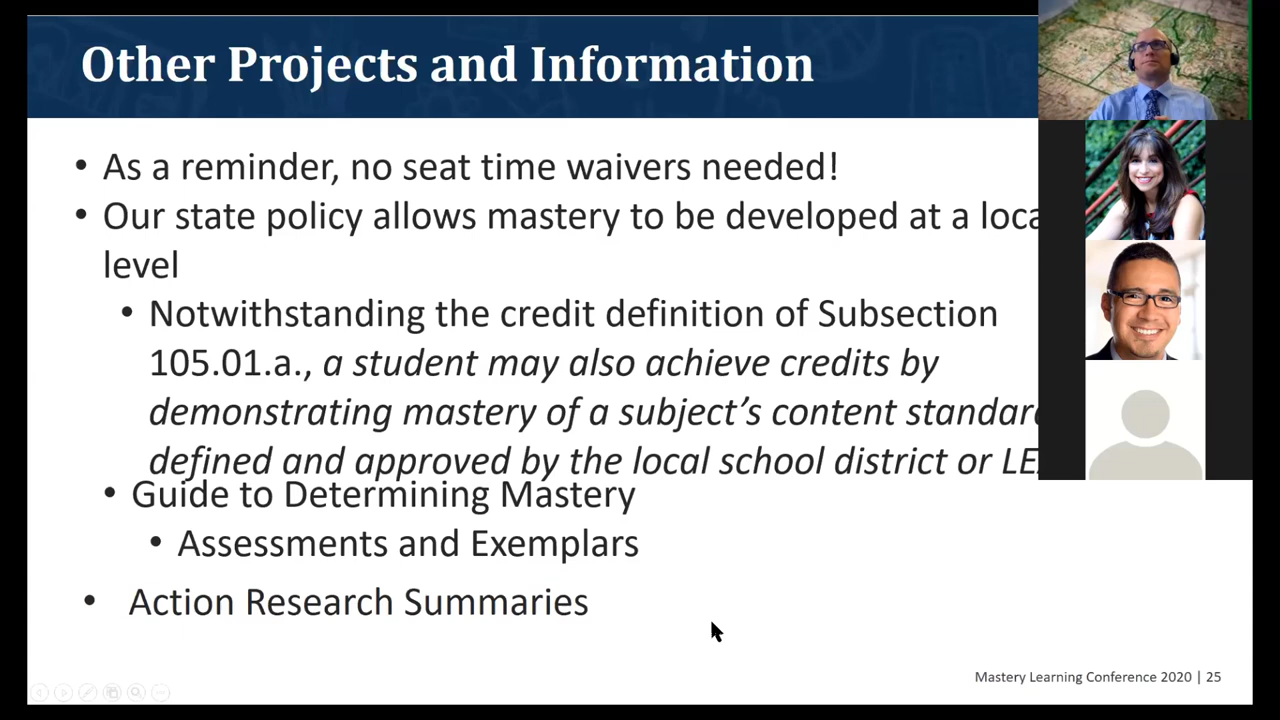 Other Projects and Information
• As a reminder, no seat time waivers needed!
• Our state policy allows mastery to be developed at a
level
• Notwithstanding the credit definition of Subsection
105.01.a., a student may also achieve credits by
demonstrating mastery of a subject’s content
defined and approved by the local school district or
• Guide to Determining Mastery
• Assessments and Exemplars
• Action Research Summaries
Mastery Learning Conference 2020 | 25